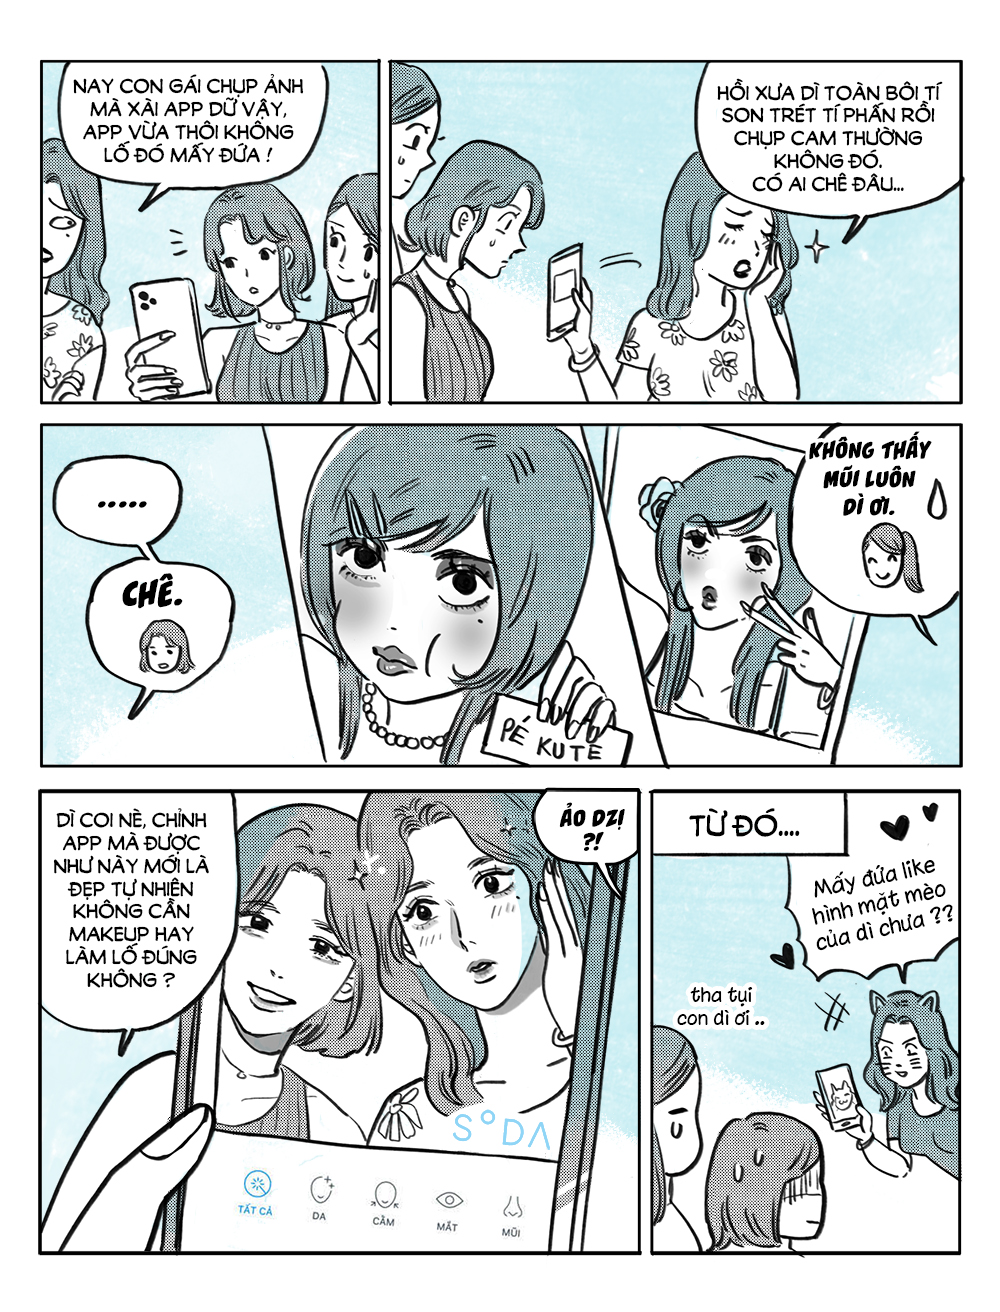 NAY CON GÁI CHỤP ẢNH
MÀ XÀI APP DỮ VẬY,
APP VỪA THÔI KHÔNG
LỐ ĐÓ MẤY ĐỨA !
HỒI XƯA DÌ TOÀN BÔI TÍ
SON TRÉT TÍ PHẤN RỒI
CHỤP CAM THƯỜNG
KHÔNG ĐÓ.
CÓ AI CHÊ ĐÂU...
.....
CHÊ.
PÉ KUTE
KHÔNG THẤY
MŨI LUÔN
DÌ ƠI.
DÌ COI NÈ, CHỈNH
APP MÀ ĐƯỢC
NHƯ NÀY MỚI LÀ
ĐẸP TỰ NHIÊN
KHÔNG CẦN
MAKEUP HAY
LÀM LỐ ĐÚNG
KHÔNG ?
ẢO DZỊ
?!
SODA
TẤT CẢ
DA
CẰM
MẮT
MŨI
TỪ ĐÓ....
Mấy đứa like
hình mặt mèo
của dì chưa ??
tha tụi
con dì ơi ..